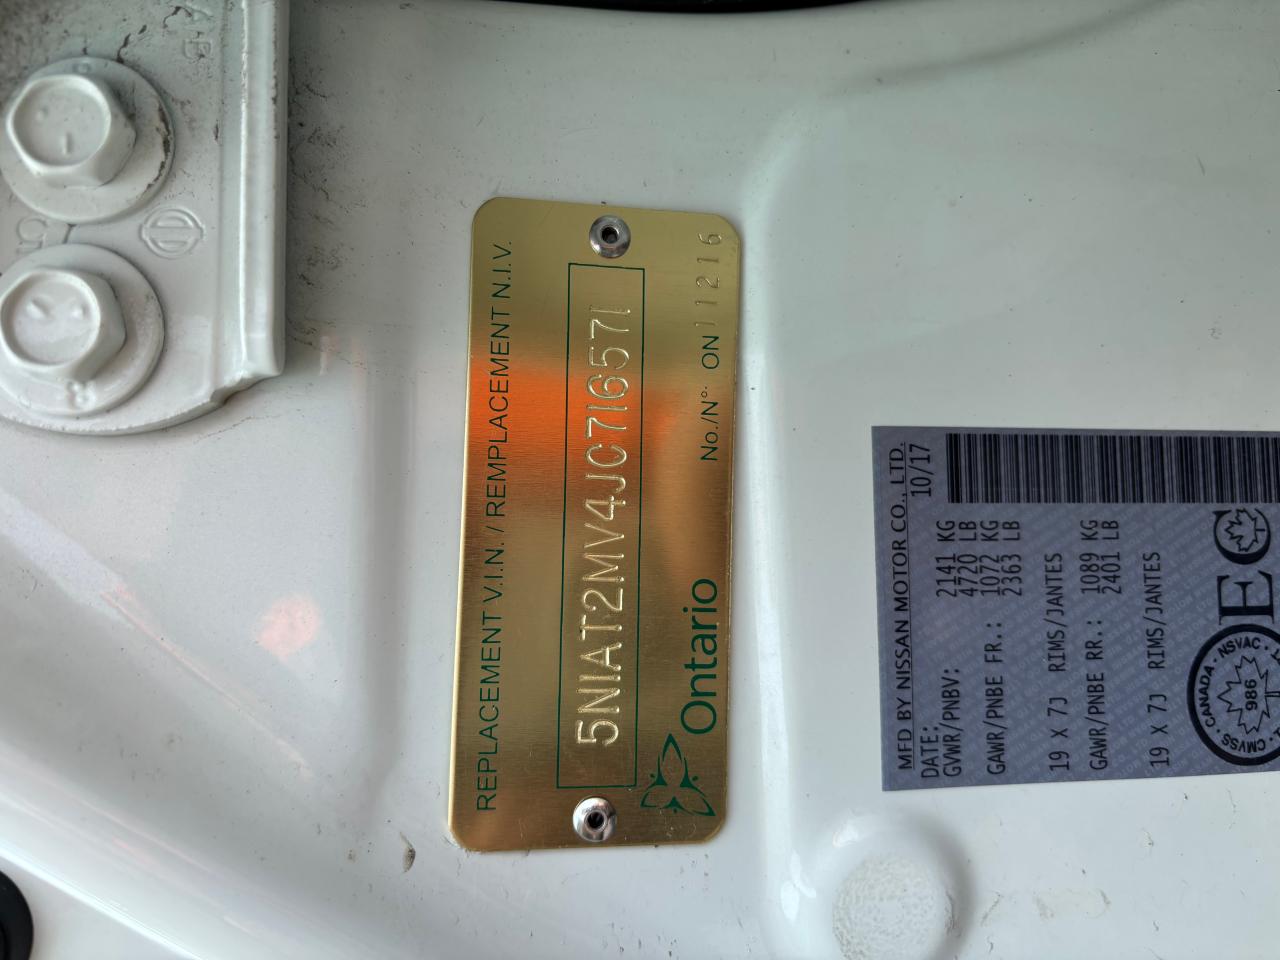 REPLACEMENT V.I.N. / REMPLACEMENT N.I.V.
5N1AT2MV4JC716571
Ontario
No./N°. ON 11216
MFD BY NISSAN MOTOR CO., LTD.
DATE: 10/17
GVWR/PNBV: 2141 KG
4720 LB
GAWR/PNBE FR.: 1072 KG
2363 LB
19 X 7J RIMS/JANTES
GAWR/PNBE RR.: 1089 KG
2401 LB
19 X 7J RIMS/JANTES
CANADA · NSVAC ·
CMVSS ·
986
EC